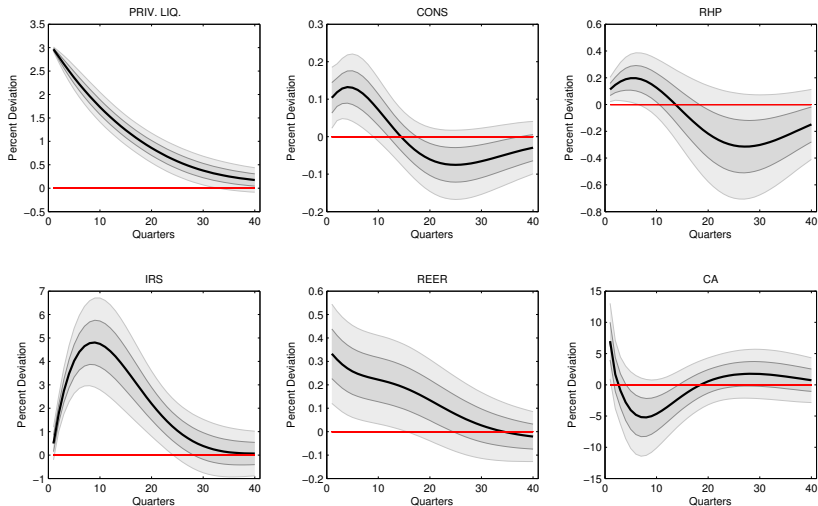 PRIV. LIQ.
3.5
3
2.5
2
1.5
1
0.5
0
−0.5
Percent Deviation
0 10 20 30 40
Quarters
CONS
0.3
0.2
0.1
0
−0.1
−0.2
Percent Deviation
0 10 20 30 40
Quarters
RHP
0.6
0.4
0.2
0
−0.2
−0.4
−0.6
−0.8
Percent Deviation
0 10 20 30 40
Quarters
IRS
7
6
5
4
3
2
1
0
−1
Percent Deviation
0 10 20 30 40
Quarters
REER
0.6
0.5
0.4
0.3
0.2
0.1
0
−0.1
−0.2
Percent Deviation
0 10 20 30 40
Quarters
CA
15
10
5
0
−5
−10
−15
Percent Deviation
0 10 20 30 40
Quarters